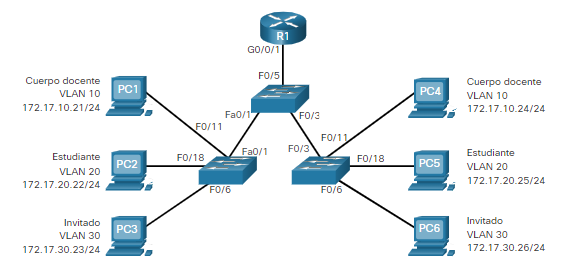 R1
G0/0/1
F0/5
Fa0/1
F0/3
Cuerpo docente
VLAN 10
172.17.10.21/24
PC1
F0/11
Estudiante
VLAN 20
172.17.20.22/24
PC2
F0/18
Fa0/1
Invitado
VLAN 30
172.17.30.23/24
PC3
F0/6
PC4
Cuerpo docente
VLAN 10
172.17.10.24/24
F0/11
F0/3
F0/18
PC5
Estudiante
VLAN 20
172.17.20.25/24
F0/6
PC6
Invitado
VLAN 30
172.17.30.26/24